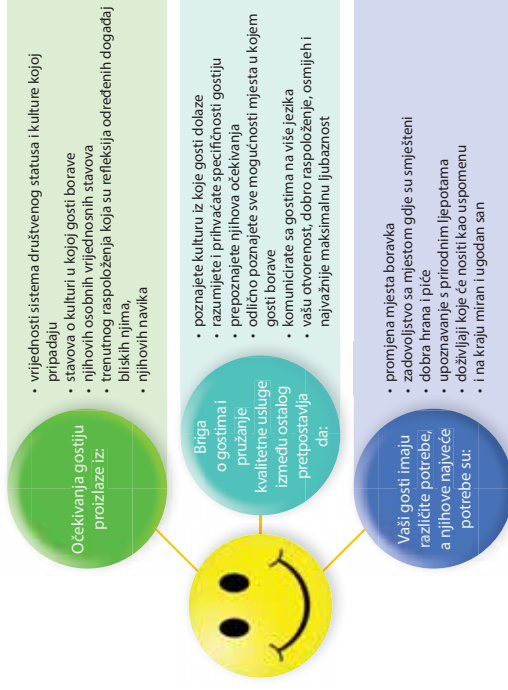 Očekivanja gostiju
proizlaze iz:
• vrijednosti sistema društvenog statusa i kulture kojoj
pripadaju
• stavova o kulturi u kojoj gosti borave
• njihovih osobnih vrijednosnih stavova
• trenutnog raspoloženja koja su refleksija određenih događaj
bliskih njima,
• njihovih navika
Briga
o gostima i
pružanje
kvalitetne usluge
između ostalog
pretpostavlja
da:
• poznajete kulturu iz koje gosti dolaze
• razumijete i prihvaćate specifičnosti gostiju
• prepoznajete njihova očekivanja
• odlično poznajete sve mogućnosti mjesta u kojem
gosti borave
• komunicirate sa gostima na više jezika
• vašu otvorenost, dobro raspoloženje, osmijeh i
najvažnije maksimalnu ljubaznost
Vaši gosti imaju
različite potrebe,
a njihove najveće
potrebe su:
• promjena mjesta boravka
• zadovoljstvo sa mjestom gdje su smješteni
• dobra hrana i piće
• upoznavanje s prirodnim ljepotama
• doživljaji koje će nositi kao uspomenu
• i na kraju miran i ugodan san